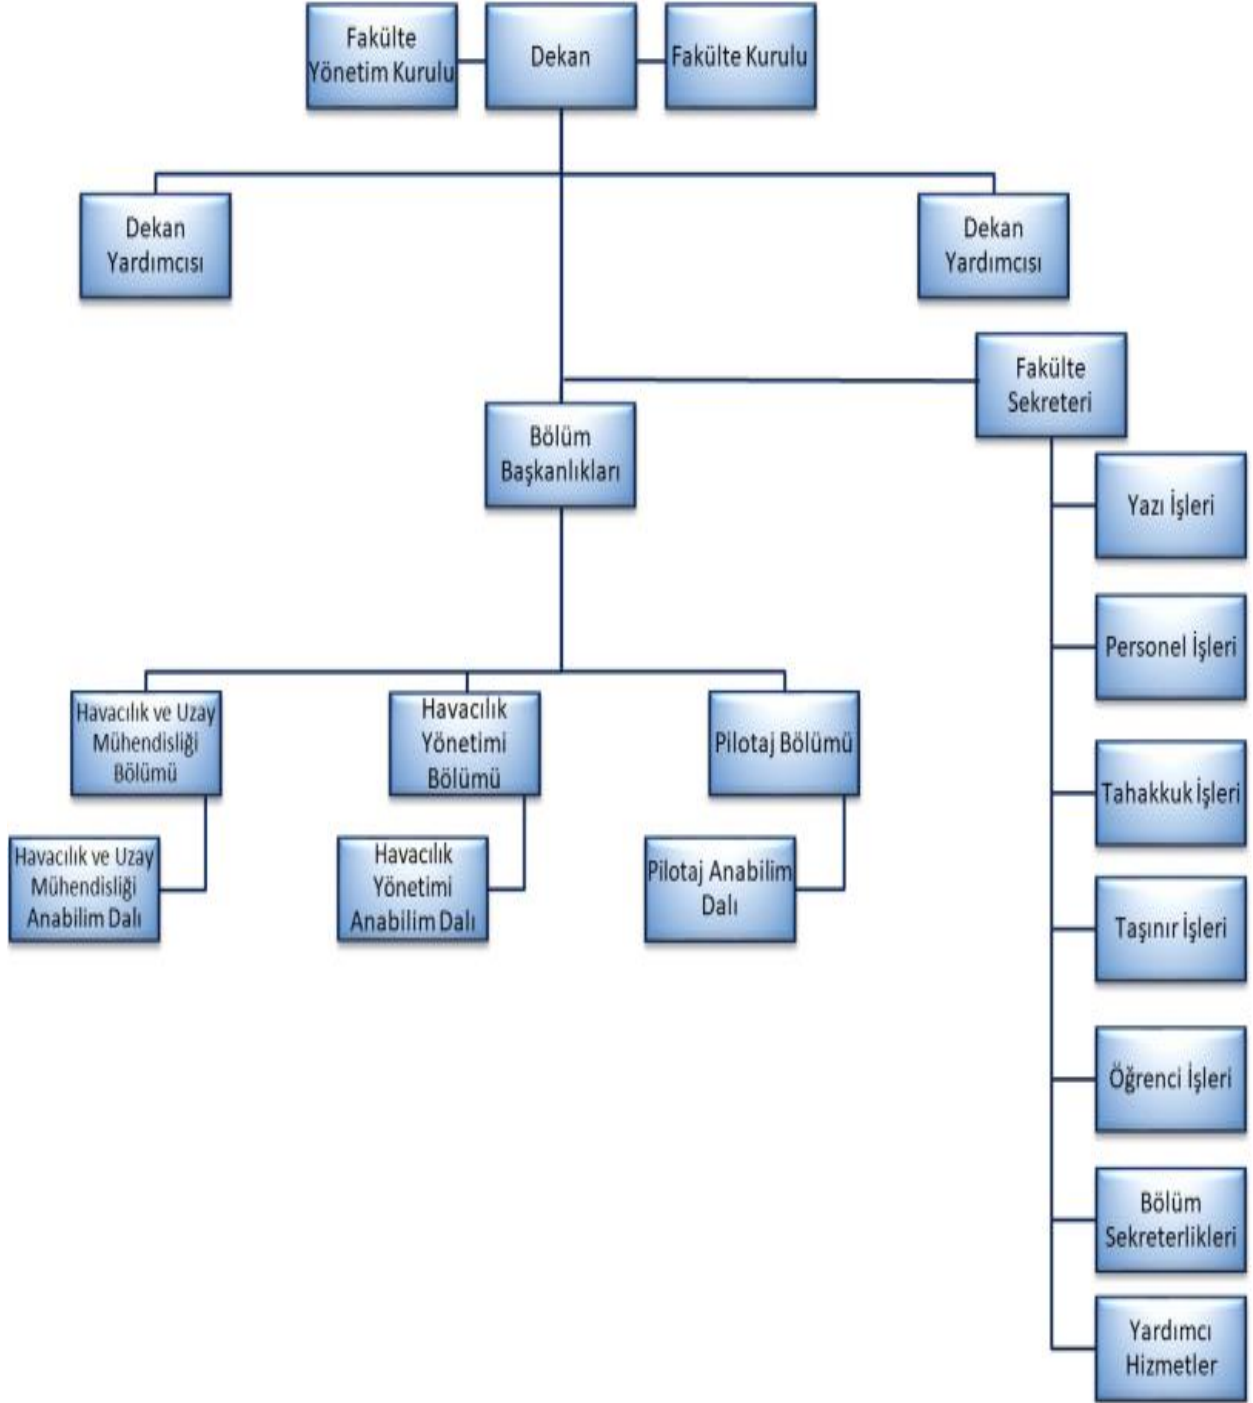 Fakülte
Yönetim Kurulu
Dekan
Fakülte Kurulu
Dekan
Yardımcısı
Dekan
Yardımcısı
Fakülte
Sekreteri
Bölüm
Başkanlıkları
Yazı İşleri
Personel İşleri
Havacılık ve Uzay
Mühendisliği
Bölümü
Havacılık
Yönetimi
Bölümü
Pilotaj Bölümü
Tahakkuk İşleri
Havacılık ve Uzay
Mühendisliği
Anabilim Dalı
Havacılık
Yönetimi
Anabilim Dalı
Pilotaj Anabilim
Dalı
Taşınır İşleri
Öğrenci İşleri
Bölüm
Sekreterlikleri
Yardımcı
Hizmetler